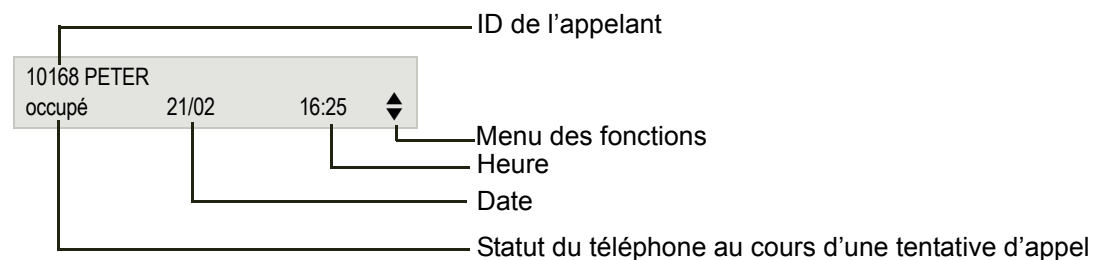 ID de l'appelant
10168 PETER
occupé 21/02 16:25
Menu des fonctions
Heure
Date
Statut du téléphone au cours d'une tentative d'appel